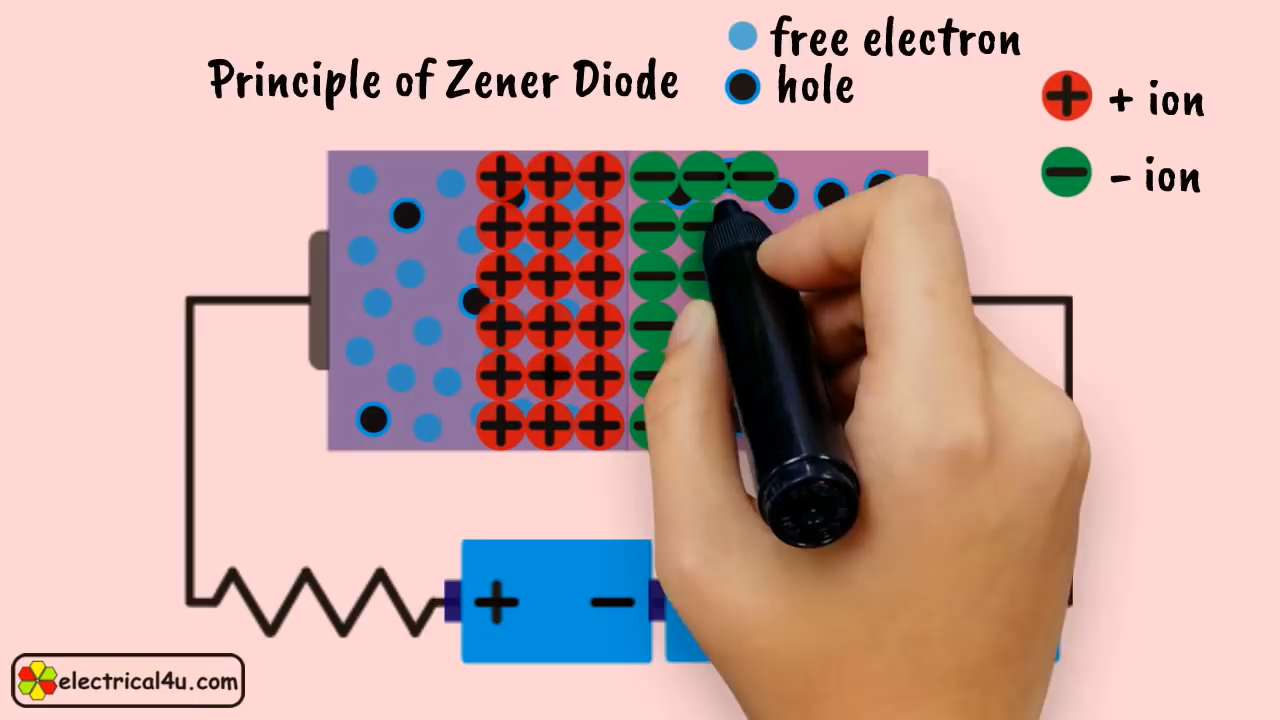 Principle of Zener Diode
free electron
hole
+ ion
- ion
+ -
electrical4u.com